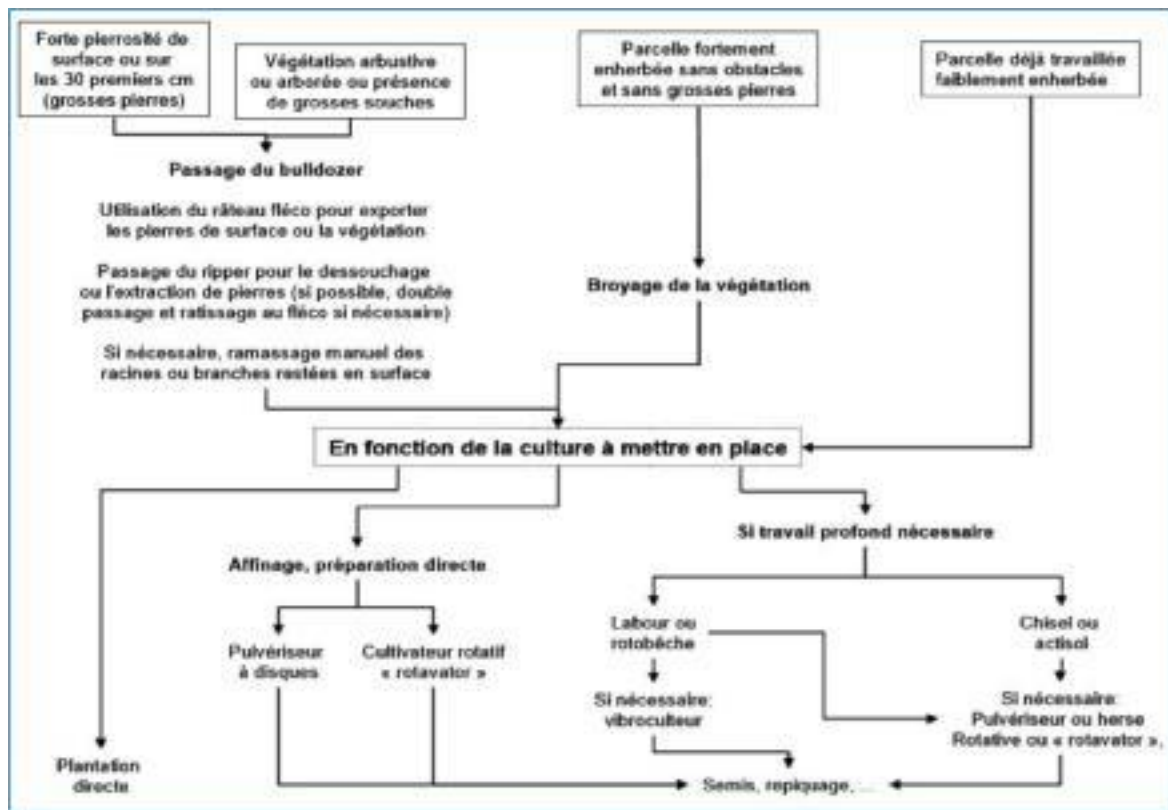 Forte pierrosité de
surface ou sur
les 30 premiers cm
(grosses pierres)
Végétation arbustive
ou arborée ou présence
de grosses souches
Parcelle fortement
enherbée sans obstacles
et sans grosses pierres
Parcelle déjà travaillée
faiblement enherbée
Passage du bulldozer
Utilisation du râteau fléco pour exporter
les pierres de surface ou la végétation
Passage du ripper pour le dessouchage
ou l'extraction de pierres (si possible, double
passage et ratissage au fléco si nécessaire)
Si nécessaire, ramassage manuel des
racines ou branches restées en surface
Broyage de la végétation
En fonction de la culture à mettre en place
Affinage, préparation directe
Si travail profond nécessaire
Pulvériseur
à disques
Cultivateur rotatif
« rotavator »
Labour ou
rotobêche
Chisel ou
actisol
Si nécessaire:
vibroculteur
Si nécessaire:
Pulvériseur ou herse
Rotative ou « rotavator »,
Plantation
directe
Semis, repiquage, ...